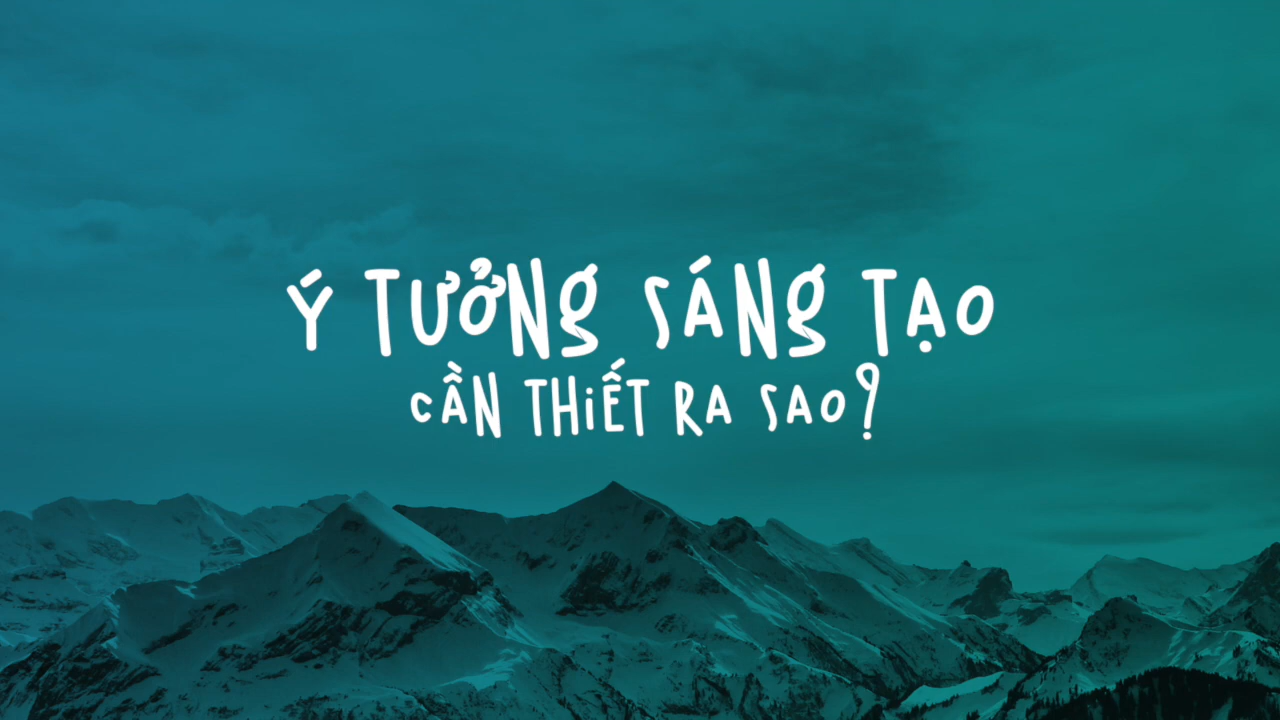 Ý TƯỞNG SÁNG TẠO
CẦN THIẾT RA SAO?